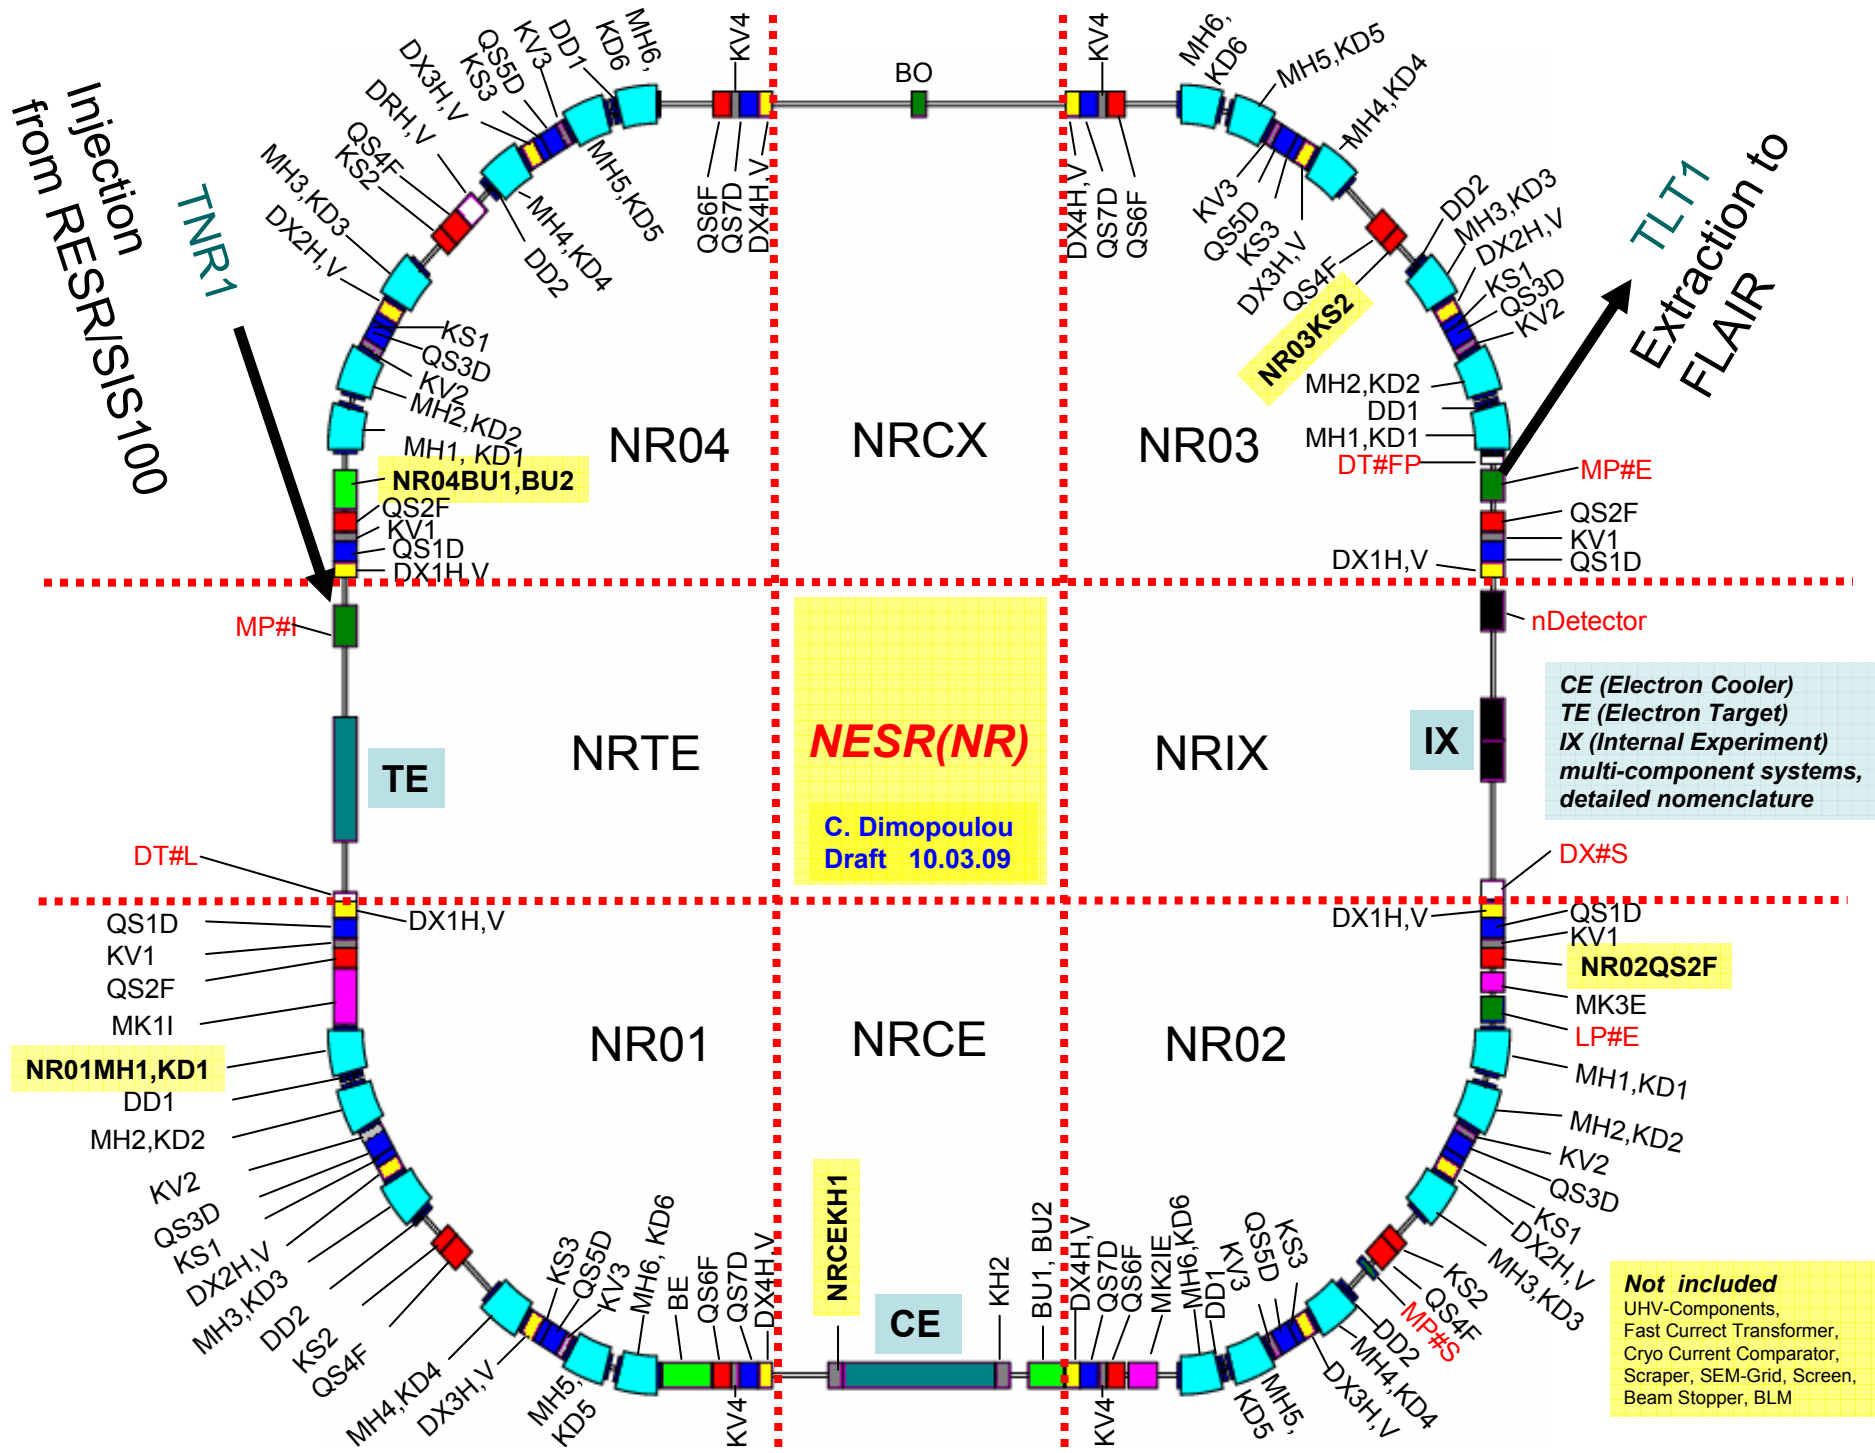 Injection
from RESR/SIS100
TNR1
MH3,KD3
DX2H,V
QS4F
KS2
DRH,V
DX3H,V
KS3
QS5D
KV3
DD1
KD6
MH6,
KV4
MH5,KD5
MH4,KD4
DD2
QS6F
QS7D
DX4H,V
KS1
QS3D
KV2
MH2,KD2
MH1, KD1
NR04BU1,BU2
QS2F
KV1
QS1D
DX1H,V
NR04
BO
NRCX
KV4
MH6,
KD6
MH5,KD5
MH4,KD4
DX4H,V
QS7D
QS6F
KV3
QS5D
KS3
DX3H,V
QS4F
NR03KS2
DD2
MH3,KD3
DX2H,V
KS1
QS3D
KV2
MH2,KD2
DD1
MH1,KD1
DT#FP
NR03
TLT1
Extraction to
FLAIR
MP#E
QS2F
KV1
QS1D
DX1H,V
MP#I
TE
NRTE
DT#L
NESR(NR)
C. Dimopoulou
Draft 10.03.09
NRIX
IX
nDetector
CE (Electron Cooler)
TE (Electron Target)
IX (Internal Experiment)
multi-component systems,
detailed nomenclature
DX#S
QS1D
DX1H,V
KV1
QS2F
MK1I
NR01MH1,KD1
DD1
MH2,KD2
KV2
QS3D
KS1
DX2H,V
MH3,KD3
DD2
KS2
QS4F
MH4,KD4
DX3H,V
KS3
QS5D
KV3
MH5,
KD5
MH6, KD6
BE
QS6F
QS7D
DX4H,V
KV4
NR01
NRCE
NRCEKH1
CE
KH2
BU1, BU2
NR02
DX1H,V
QS1D
KV1
NR02QS2F
MK3E
LP#E
MH1,KD1
MH2,KD2
KV2
QS3D
KS1
DX2H,V
MH3,KD3
KS2
QS4F
MP#S
DD2
MH4,KD4
DX3H,V
DX4H,V
QS7D
QS6F
MK2IE
MH6,KD6
DD1
KV3
QS5D
KS3
KV4
MH5,
KD5
Not included
UHV-Components,
Fast Currect Transformer,
Cryo Current Comparator,
Scraper, SEM-Grid, Screen,
Beam Stopper, BLM